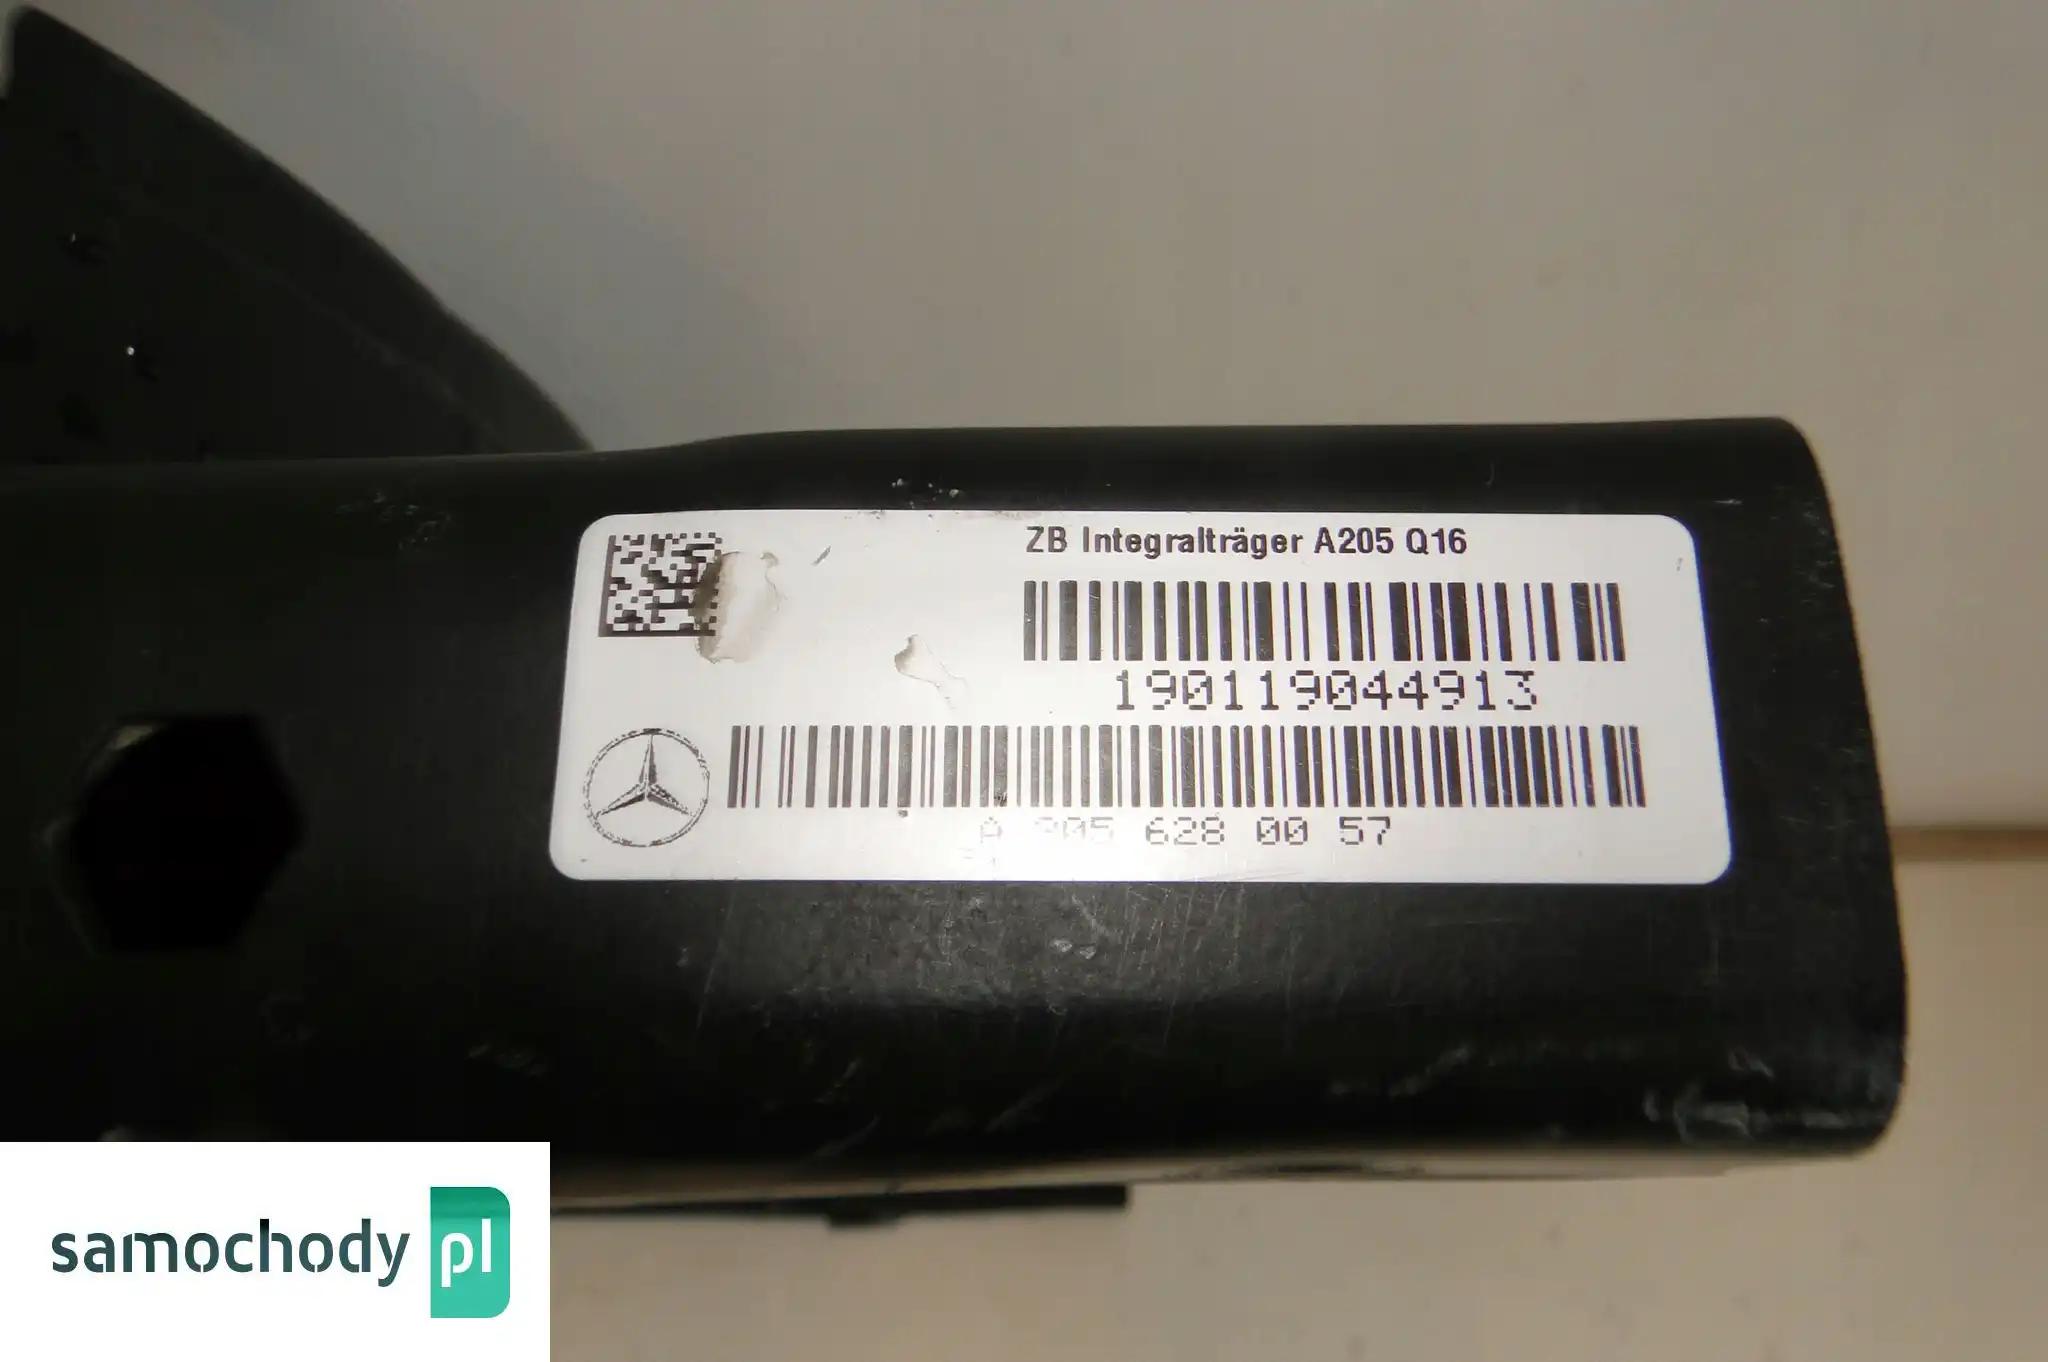 ZB Integralträger A205 Q16
190119044913
A 205 628 00 57
samochody pl